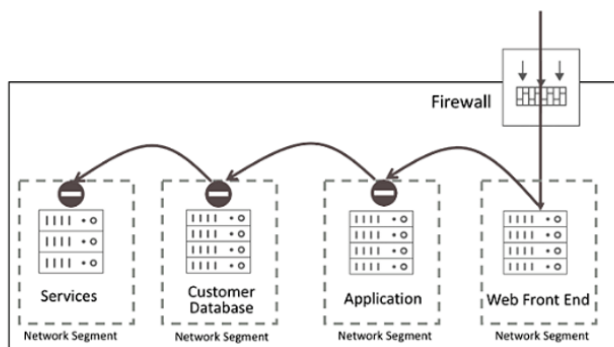 Firewall
Services
Customer
Database
Application
Web Front End
Network Segment
Network Segment
Network Segment
Network Segment